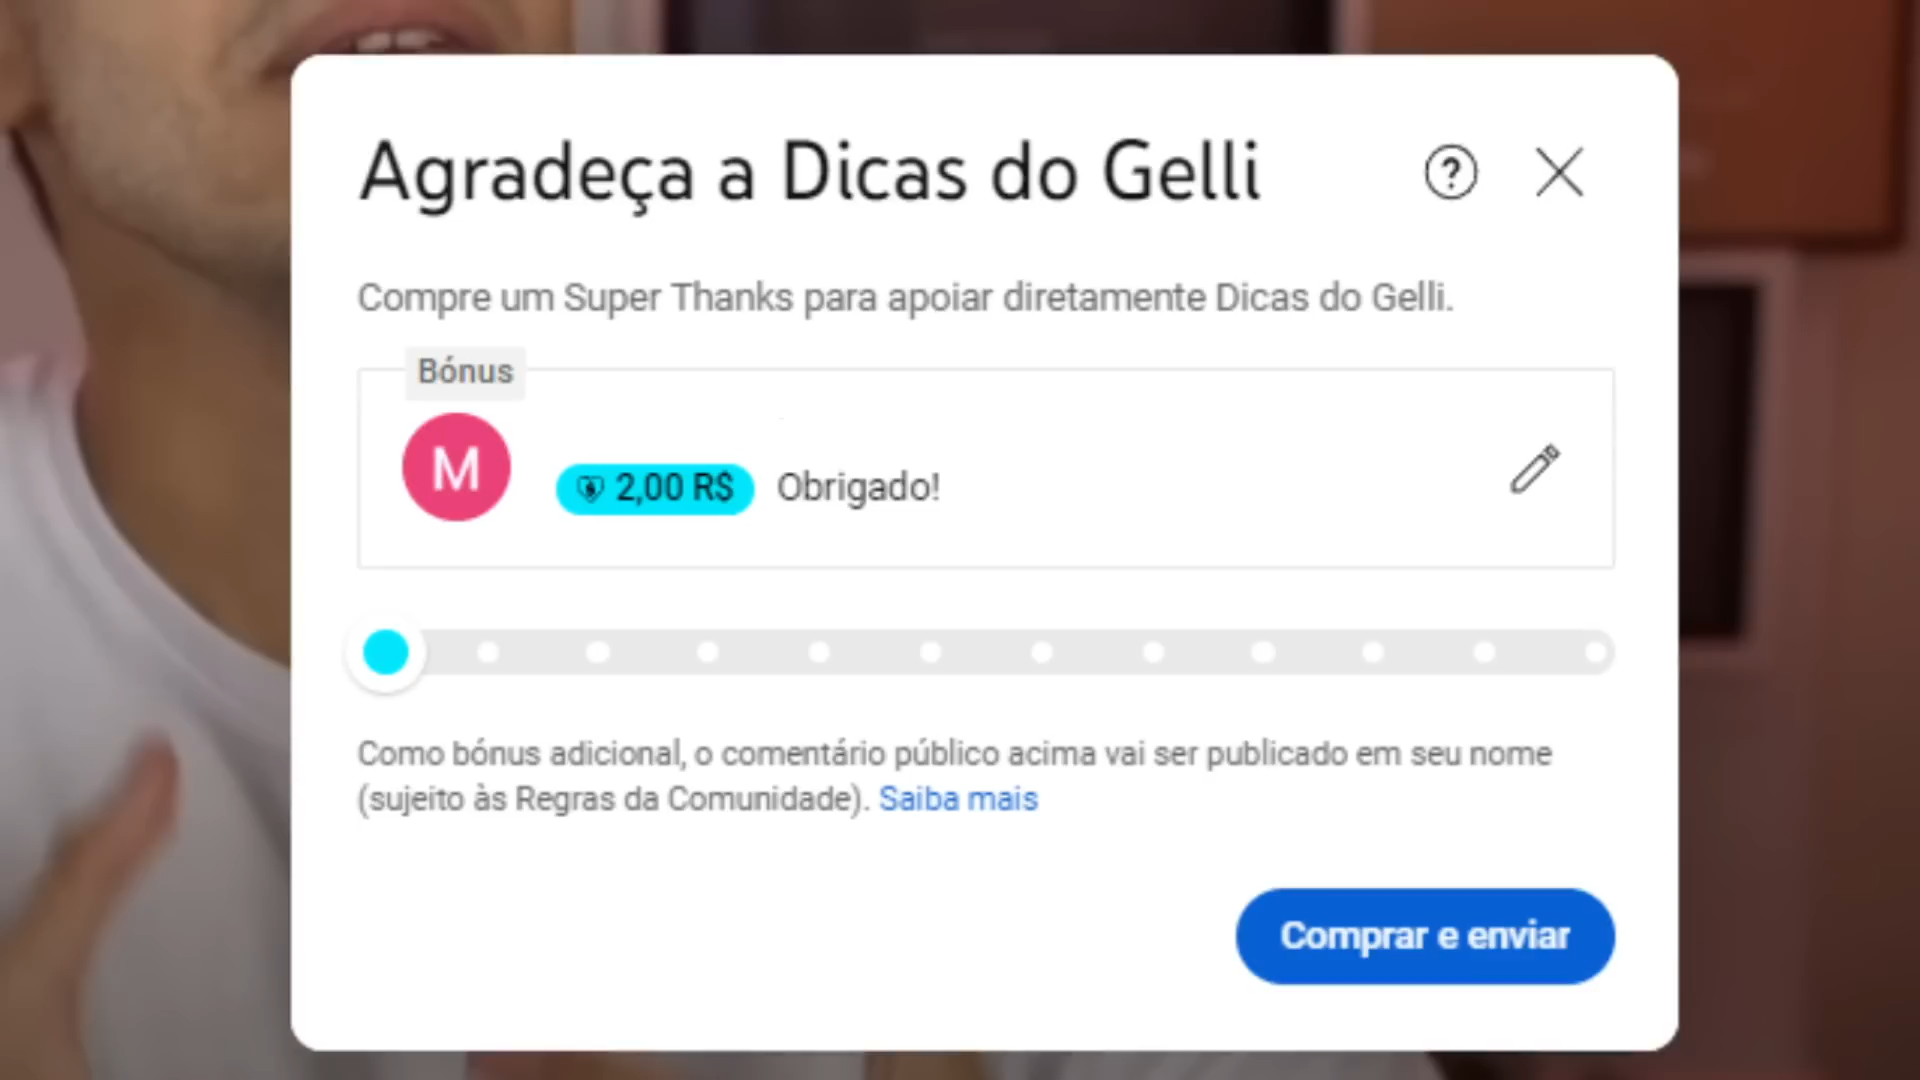 Agradeça a Dicas do Gelli
Compre um Super Thanks para apoiar diretamente Dicas do Gelli.
Bónus
M
2,00 R$ Obrigado!
Como bónus adicional, o comentário público acima vai ser publicado em seu nome
(sujeito às Regras da Comunidade). Saiba mais
Comprar e enviar